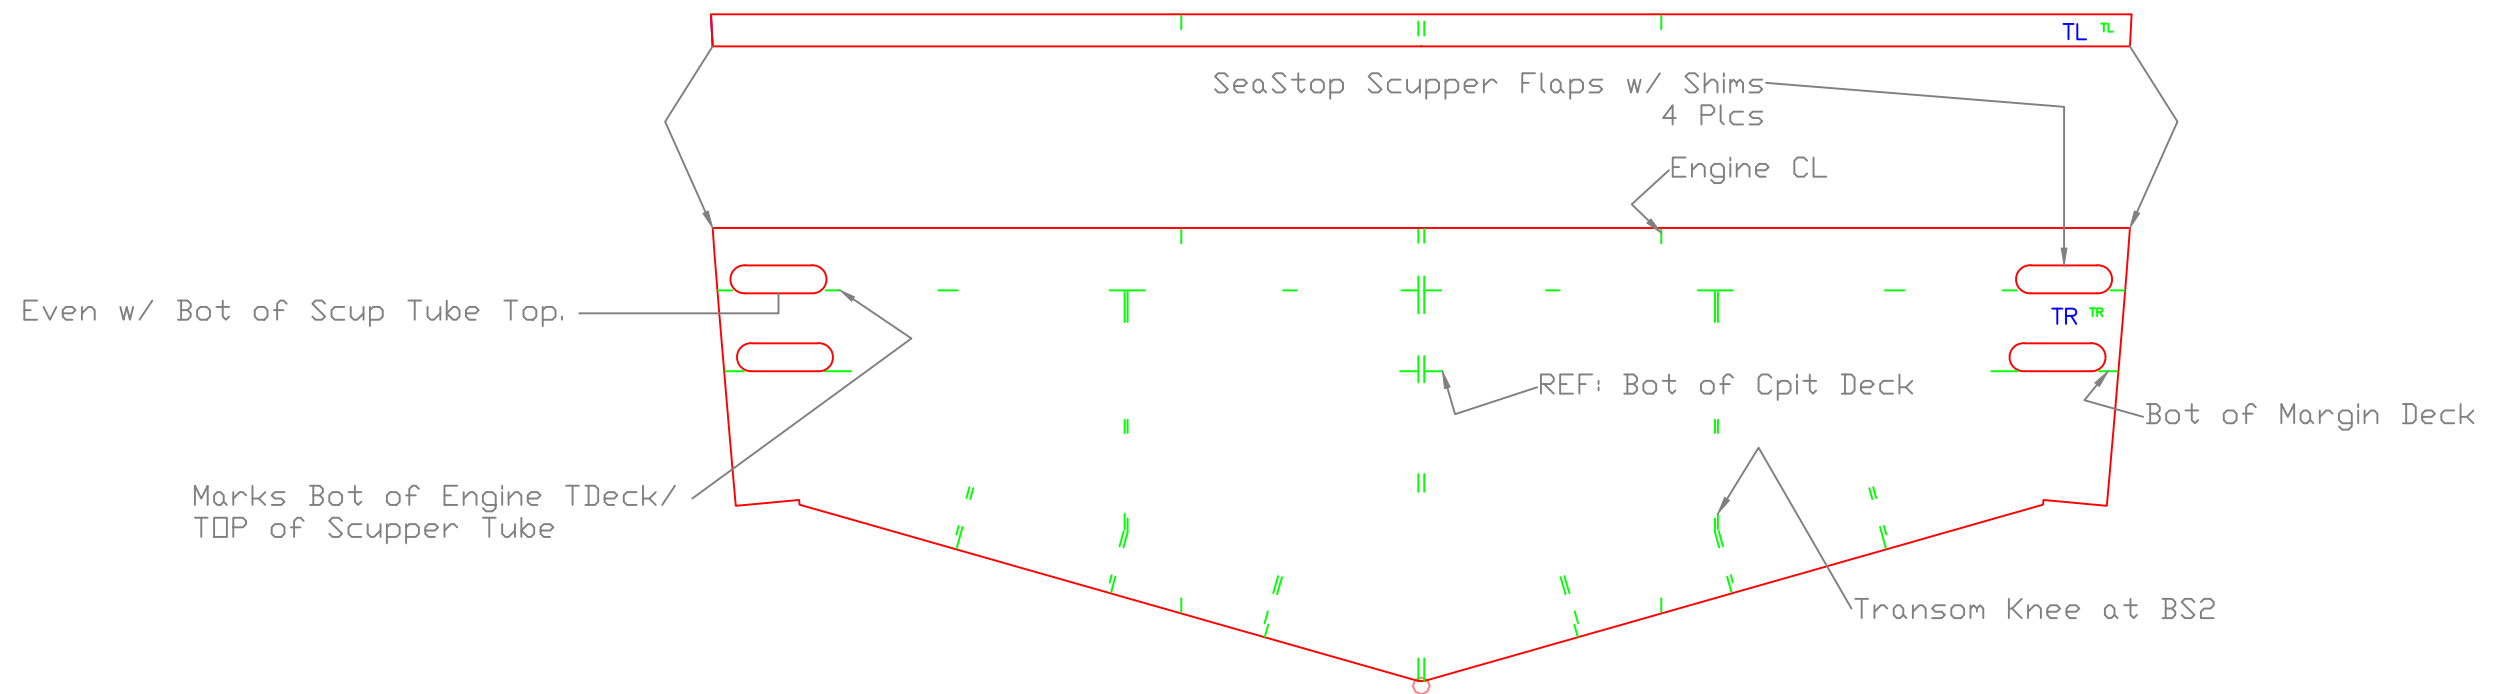 TL TL
SeaStop Scupper Flaps w/ Shims
4 Plcs
Engine CL
Even w/ Bot of Scup Tube Top.
TR TR
REF: Bot of Cpit Deck
Bot of Margin Deck
Marks Bot of Engine TDeck/
TOP of Scupper Tube
Transom Knee at BS2